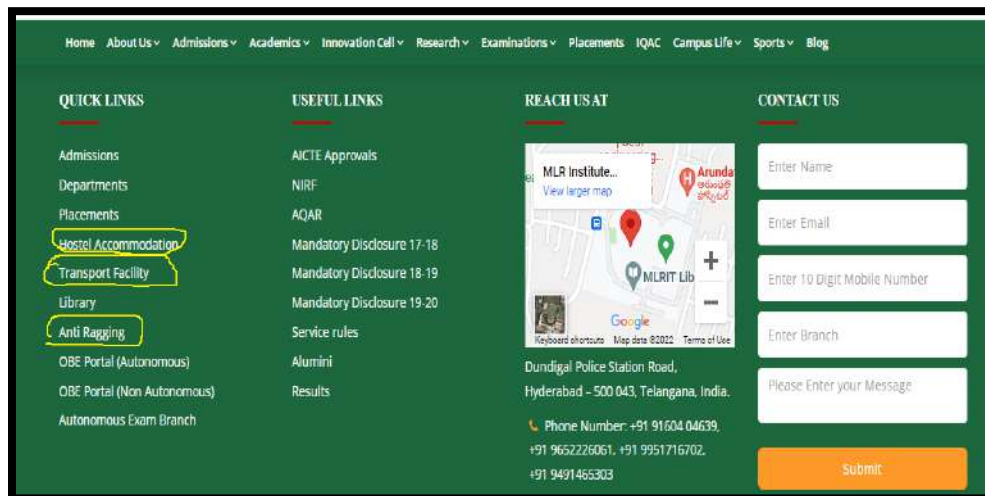 Home About Us Admissions Academics Innovation Cell Research Examinations Placements IQAC Campus Life Sports Blog
QUICK LINKS
Admissions
Departments
Placements
Hostel Accommodation
Transport Facility
Library
Anti Ragging
OBE Portal (Autonomous)
OBE Portal (Non Autonomous)
Autonomous Exam Branch
USEFUL LINKS
AICTE Approvals
NIRF
AQAR
Mandatory Disclosure 17-18
Mandatory Disclosure 18-19
Mandatory Disclosure 19-20
Service rules
Alumini
Results
REACH US AT
MLR Institute...
View larger map
Arunda
MLRIT Lib
+
−
Google
Keyboard shortcuts Map data ©2022 Terms of Use
Dundigal Police Station Road,
Hyderabad – 500 043, Telangana, India.
Phone Number: +91 91604 04639,
+91 9652226061, +91 9951716702,
+91 9491465303
CONTACT US
Enter Name
Enter Email
Enter 10 Digit Mobile Number
Enter Branch
Please Enter your Message
Submit